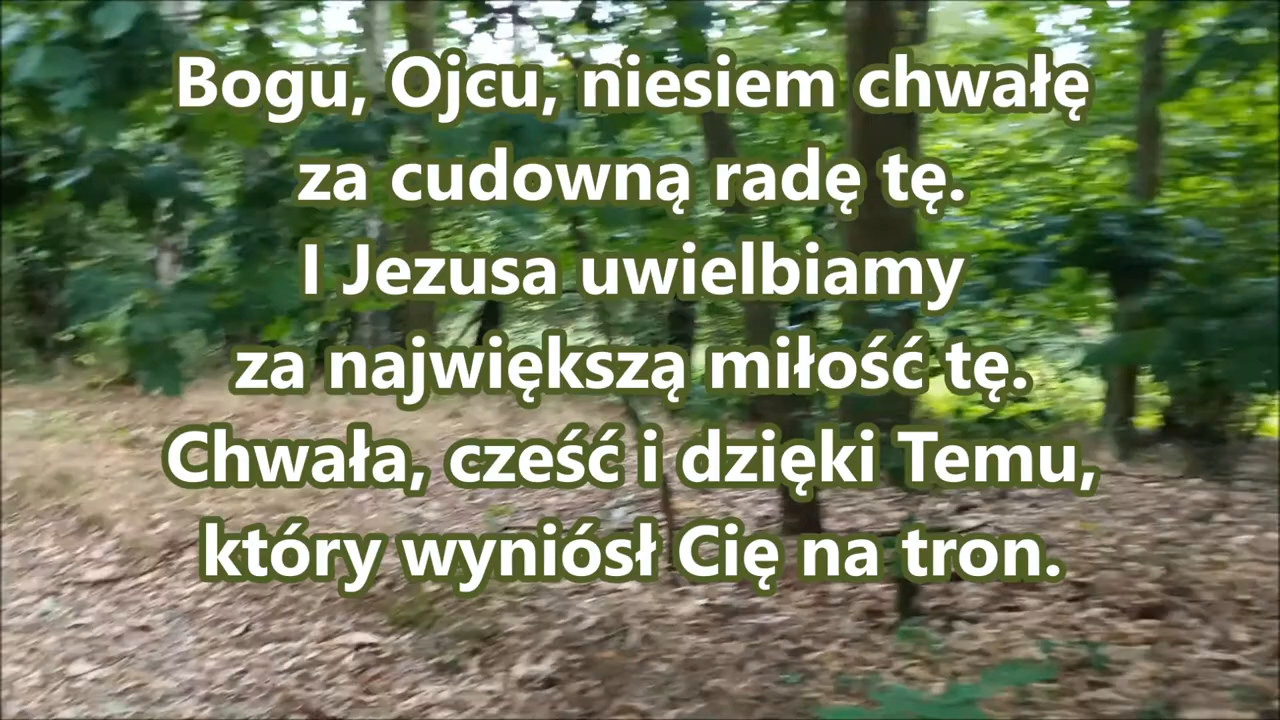 Bogu, Ojcu, niesiem chwałę
za cudowną radę tę.
I Jezusa uwielbiamy
za największą miłość tę.
Chwała, cześć i dzięki Temu,
który wyniósł Cię na tron.